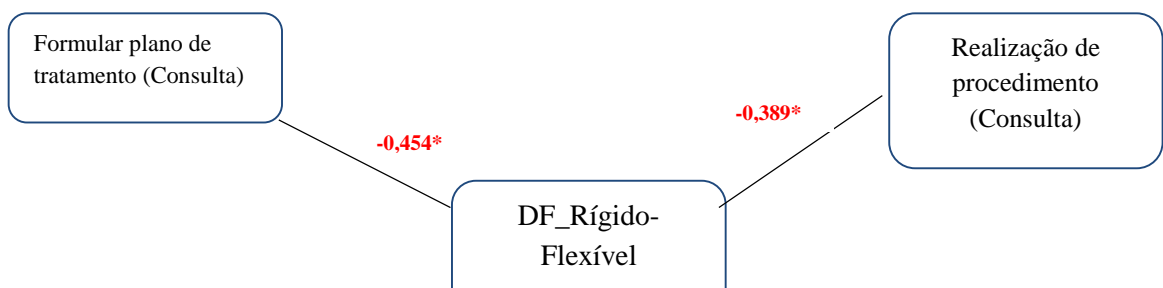 Formular plano de
tratamento (Consulta)
Realização de
procedimento
(Consulta)
-0,389*
-0,454*
DF_Rígido-
Flexível